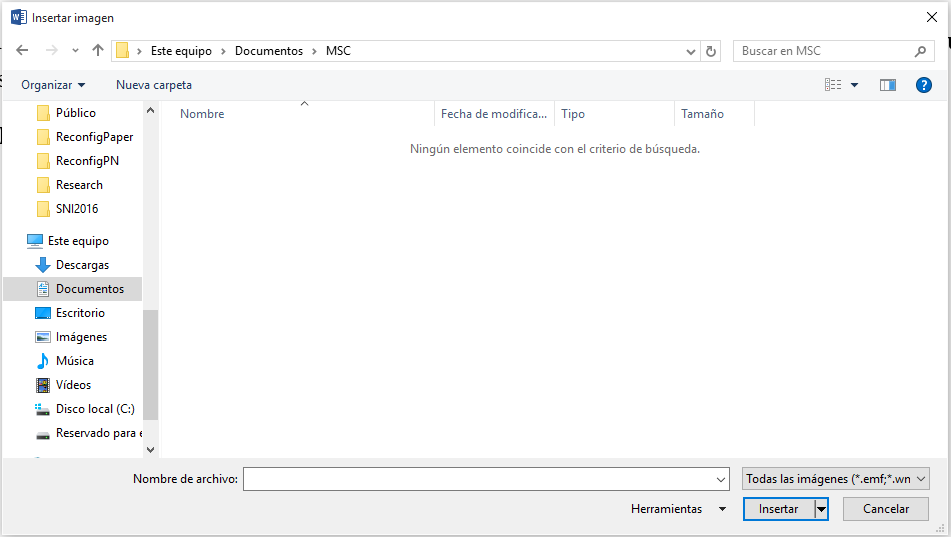 Insertar imagen
Este equipo > Documentos > MSC
Buscar en MSC
Organizar
Nueva carpeta
Nombre
Fecha de modifica...
Tipo
Tamaño
Ningún elemento coincide con el criterio de búsqueda.
Público
ReconfigPaper
ReconfigPN
Research
SNI2016
Este equipo
Descargas
Documentos
Escritorio
Imágenes
Música
Vídeos
Disco local (C:)
Reservado para e
Nombre de archivo:
Todas las imágenes (*.emf;*.wn
Herramientas
Insertar
Cancelar